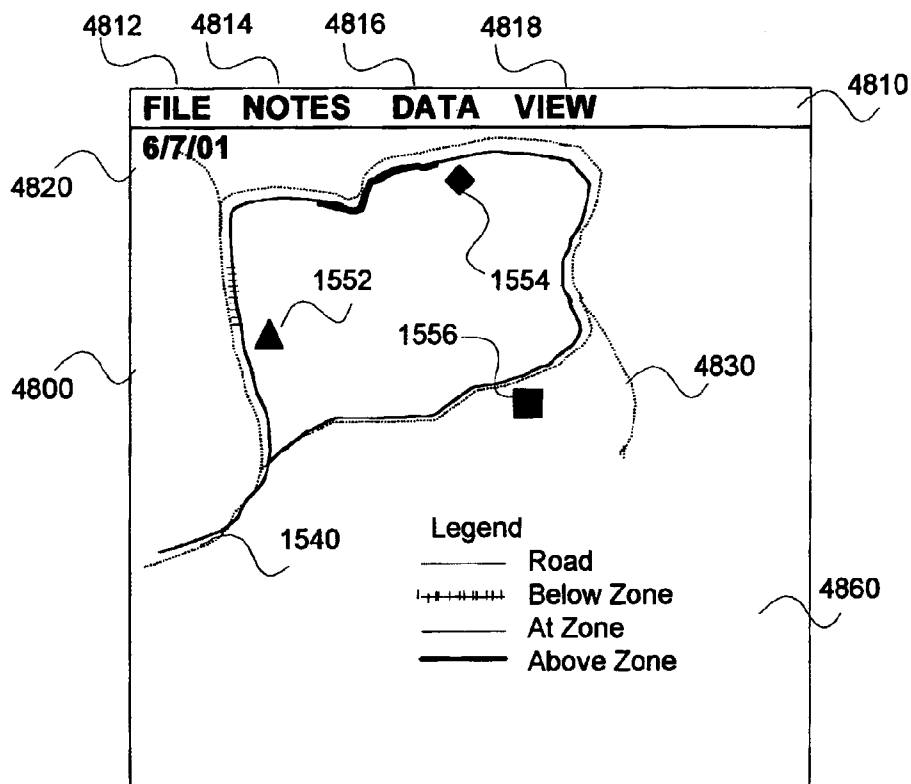 4812 4814 4816 4818
4810
FILE NOTES DATA VIEW
6/7/01
4820
1552 1554
1556
4830
4800
1540
Legend
Road
Below Zone
4860
At Zone
Above Zone